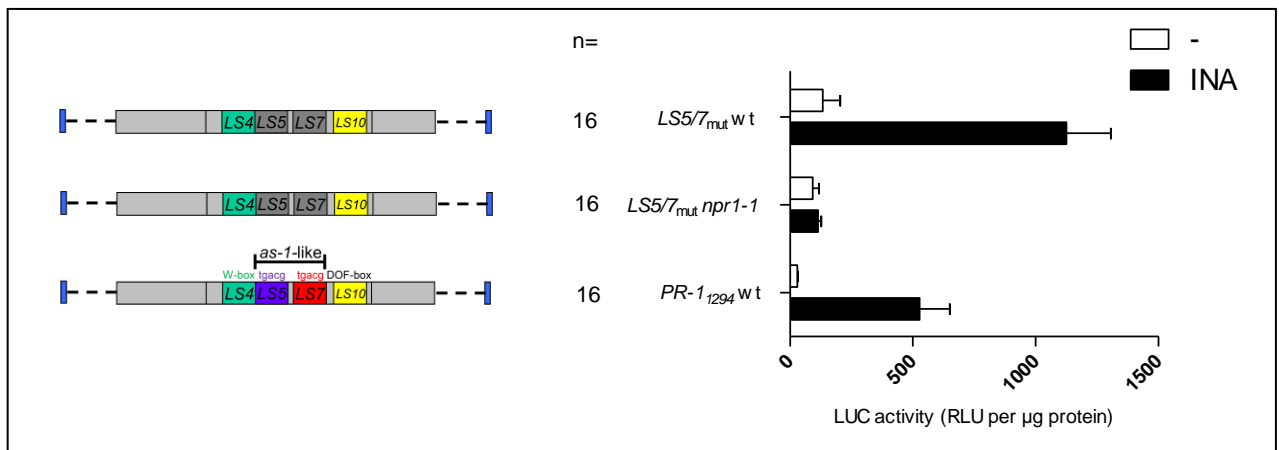 n=
-
INA
LS4 LS5 LS7 LS10
16
LS5/7mut wt
LS4 LS5 LS7 LS10
16
LS5/7mut npr1-1
as-1-like
W-box tgacg tgacg DOF-box
LS4 LS5 LS7 LS10
16
PR-11294 wt
0 500 1000 1500
LUC activity (RLU per µg protein)